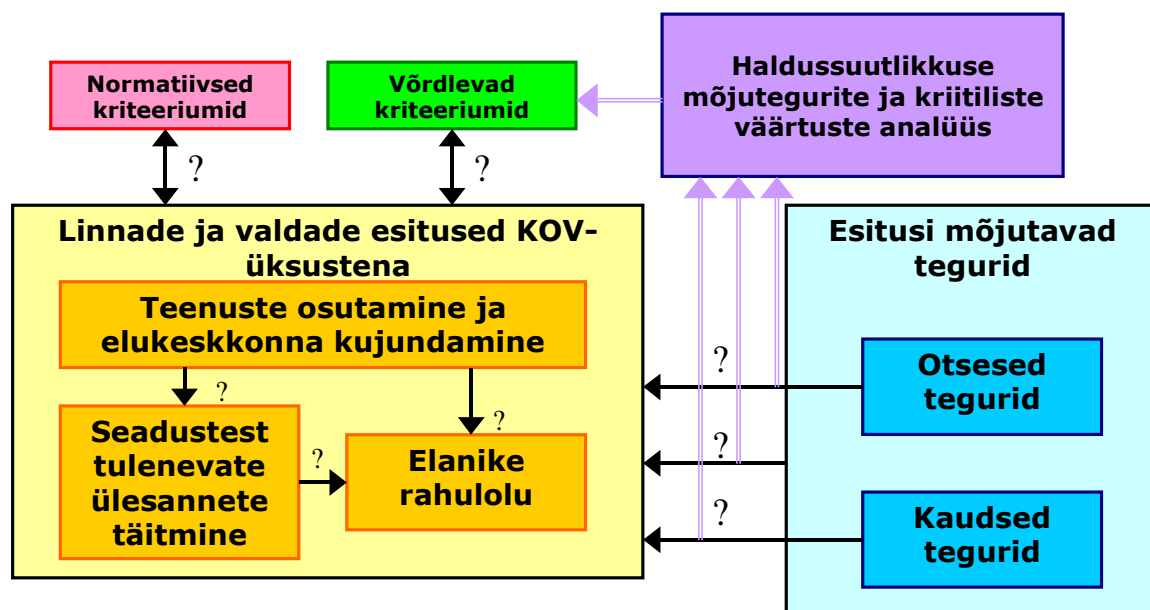 Normatiivsed
kriteeriumid
Võrdlevad
kriteeriumid
Haldussuutlikkuse
mõjutegurite ja kriitiliste
väärtuste analüüs
?
?
Linnade ja valdade esitused KOV-
üksustena
Esitusi mõjutavad
tegurid
Teenuste osutamine ja
elukeskkonna kujundamine
?
Otsesed
tegurid
?
?
Seadustest
tulenevate
ülesannete
täitmine
?
Elanike
rahulolu
?
?
Kaudsed
tegurid